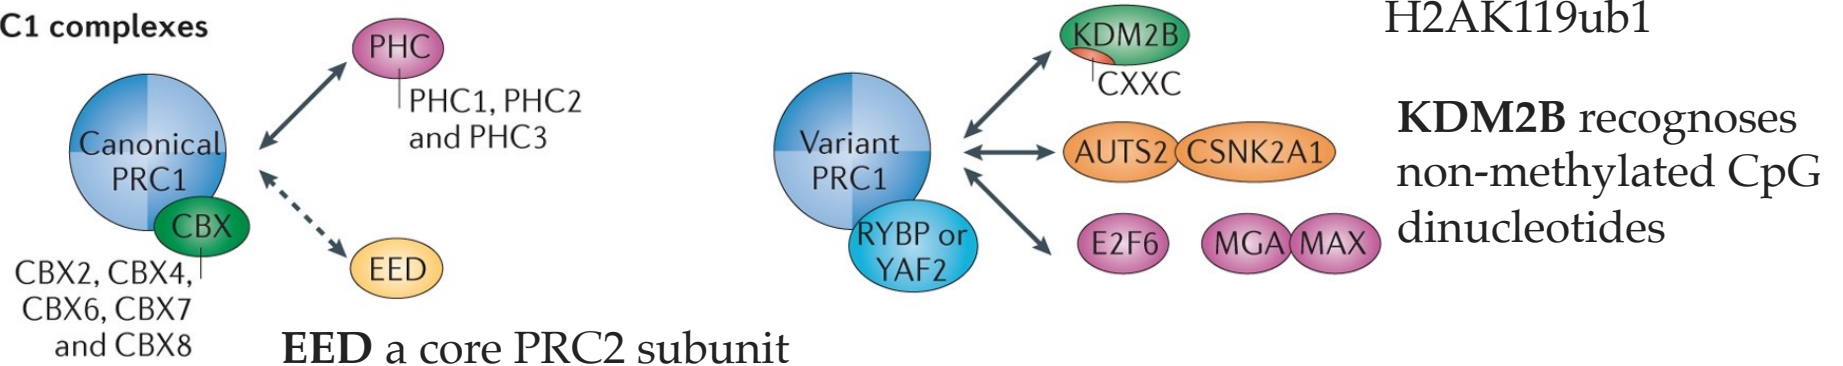 C1 complexes
PHC
PHC1, PHC2
and PHC3
Canonical
PRC1
CBX
CBX2, CBX4,
CBX6, CBX7
and CBX8
EED
EED a core PRC2 subunit
KDM2B
CXXC
Variant
PRC1
AUTS2 CSNK2A1
RYBP or
YAF2
E2F6 MGA MAX
H2AK119ub1
KDM2B recognoses
non-methylated CpG
dinucleotides